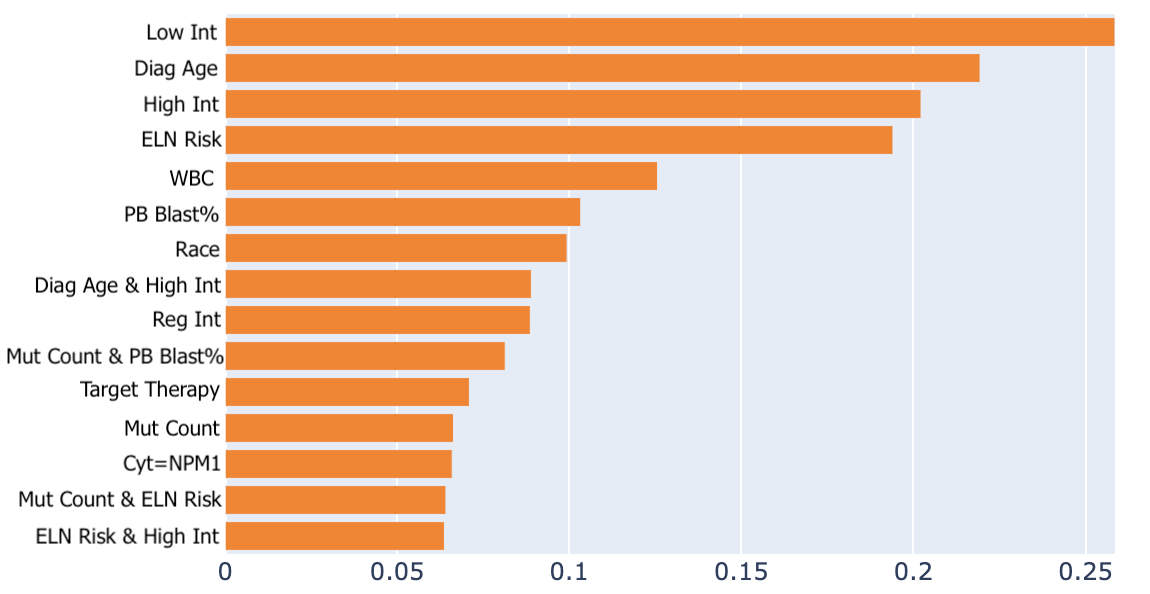 Low Int
Diag Age
High Int
ELN Risk
WBC
PB Blast%
Race
Diag Age & High Int
Reg Int
Mut Count & PB Blast%
Target Therapy
Mut Count
Cyt=NPM1
Mut Count & ELN Risk
ELN Risk & High Int
0 0.05 0.1 0.15 0.2 0.25